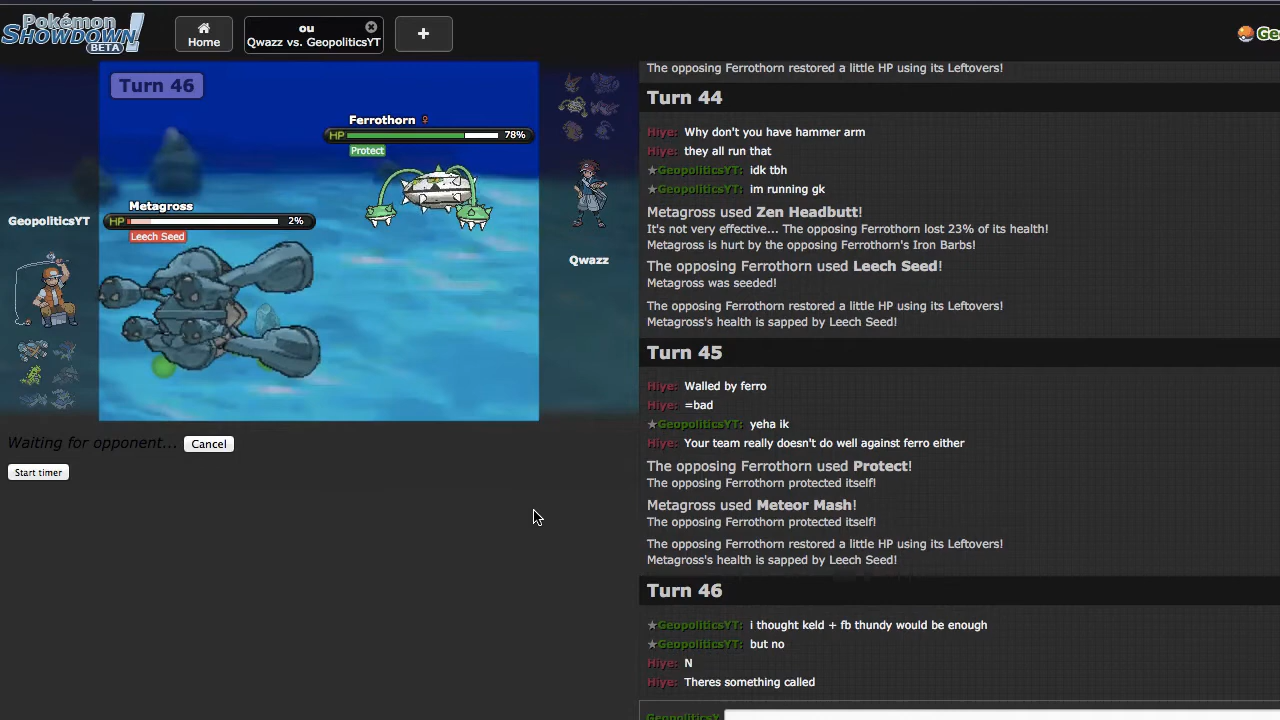 Pokémon
SHOWDOWN!
BETA
Home
ou
Qwazz vs. GeopoliticsYT
+
Ge
Turn 46
Ferrothorn ♀
HP 78%
Protect
Metagross
HP 2%
Leech Seed
GeopoliticsYT
Qwazz
Waiting for opponent... Cancel
Start timer
The opposing Ferrothorn restored a little HP using its Leftovers!
Turn 44
Hiye: Why don't you have hammer arm
Hiye: they all run that
★GeopoliticsYT: idk tbh
★GeopoliticsYT: im running gk
Metagross used Zen Headbutt!
It's not very effective... The opposing Ferrothorn lost 23% of its health!
Metagross is hurt by the opposing Ferrothorn's Iron Barbs!
The opposing Ferrothorn used Leech Seed!
Metagross was seeded!
The opposing Ferrothorn restored a little HP using its Leftovers!
Metagross's health is sapped by Leech Seed!
Turn 45
Hiye: Walled by ferro
Hiye: =bad
★GeopoliticsYT: yeha ik
Hiye: Your team really doesn't do well against ferro either
The opposing Ferrothorn used Protect!
The opposing Ferrothorn protected itself!
Metagross used Meteor Mash!
The opposing Ferrothorn protected itself!
The opposing Ferrothorn restored a little HP using its Leftovers!
Metagross's health is sapped by Leech Seed!
Turn 46
★GeopoliticsYT: i thought keld + fb thundy would be enough
★GeopoliticsYT: but no
Hiye: N
Hiye: Theres something called
GeopoliticsY